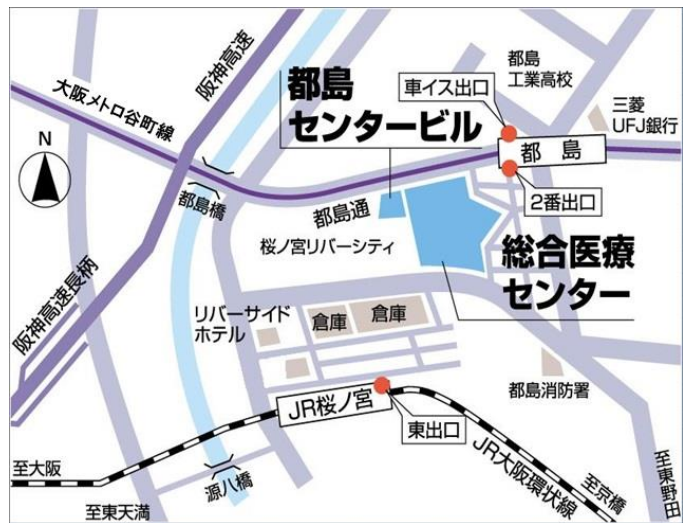 阪神高速
大阪メトロ谷町線
都島
センタービル
都島
工業高校
車イス出口
三菱
UFJ銀行
都島
N
都島橋
都島通
2番出口
桜ノ宮リバーシティ
総合医療
センター
阪神高速長柄
リバーサイド
ホテル
倉庫
倉庫
都島消防署
JR桜ノ宮
東出口
JR大阪環状線
至大阪
源八橋
至京橋
至東野田
至東天満